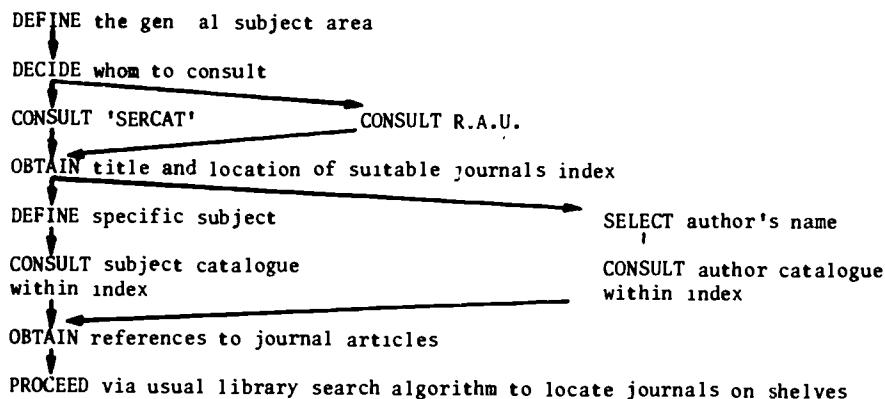 DEFINE the gen al subject area
DECIDE whom to consult
CONSULT 'SERCAT' CONSULT R.A.U.
OBTAIN title and location of suitable journals index
DEFINE specific subject SELECT author's name
CONSULT subject catalogue
within index
CONSULT author catalogue
within index
OBTAIN references to journal articles
PROCEED via usual library search algorithm to locate journals on shelves